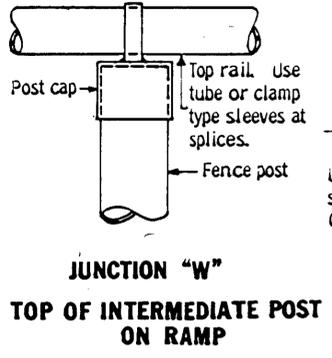 Post cap
Top rail. Use
tube or clamp
type sleeves at
splices.
Fence post
JUNCTION "W"
TOP OF INTERMEDIATE POST
ON RAMP